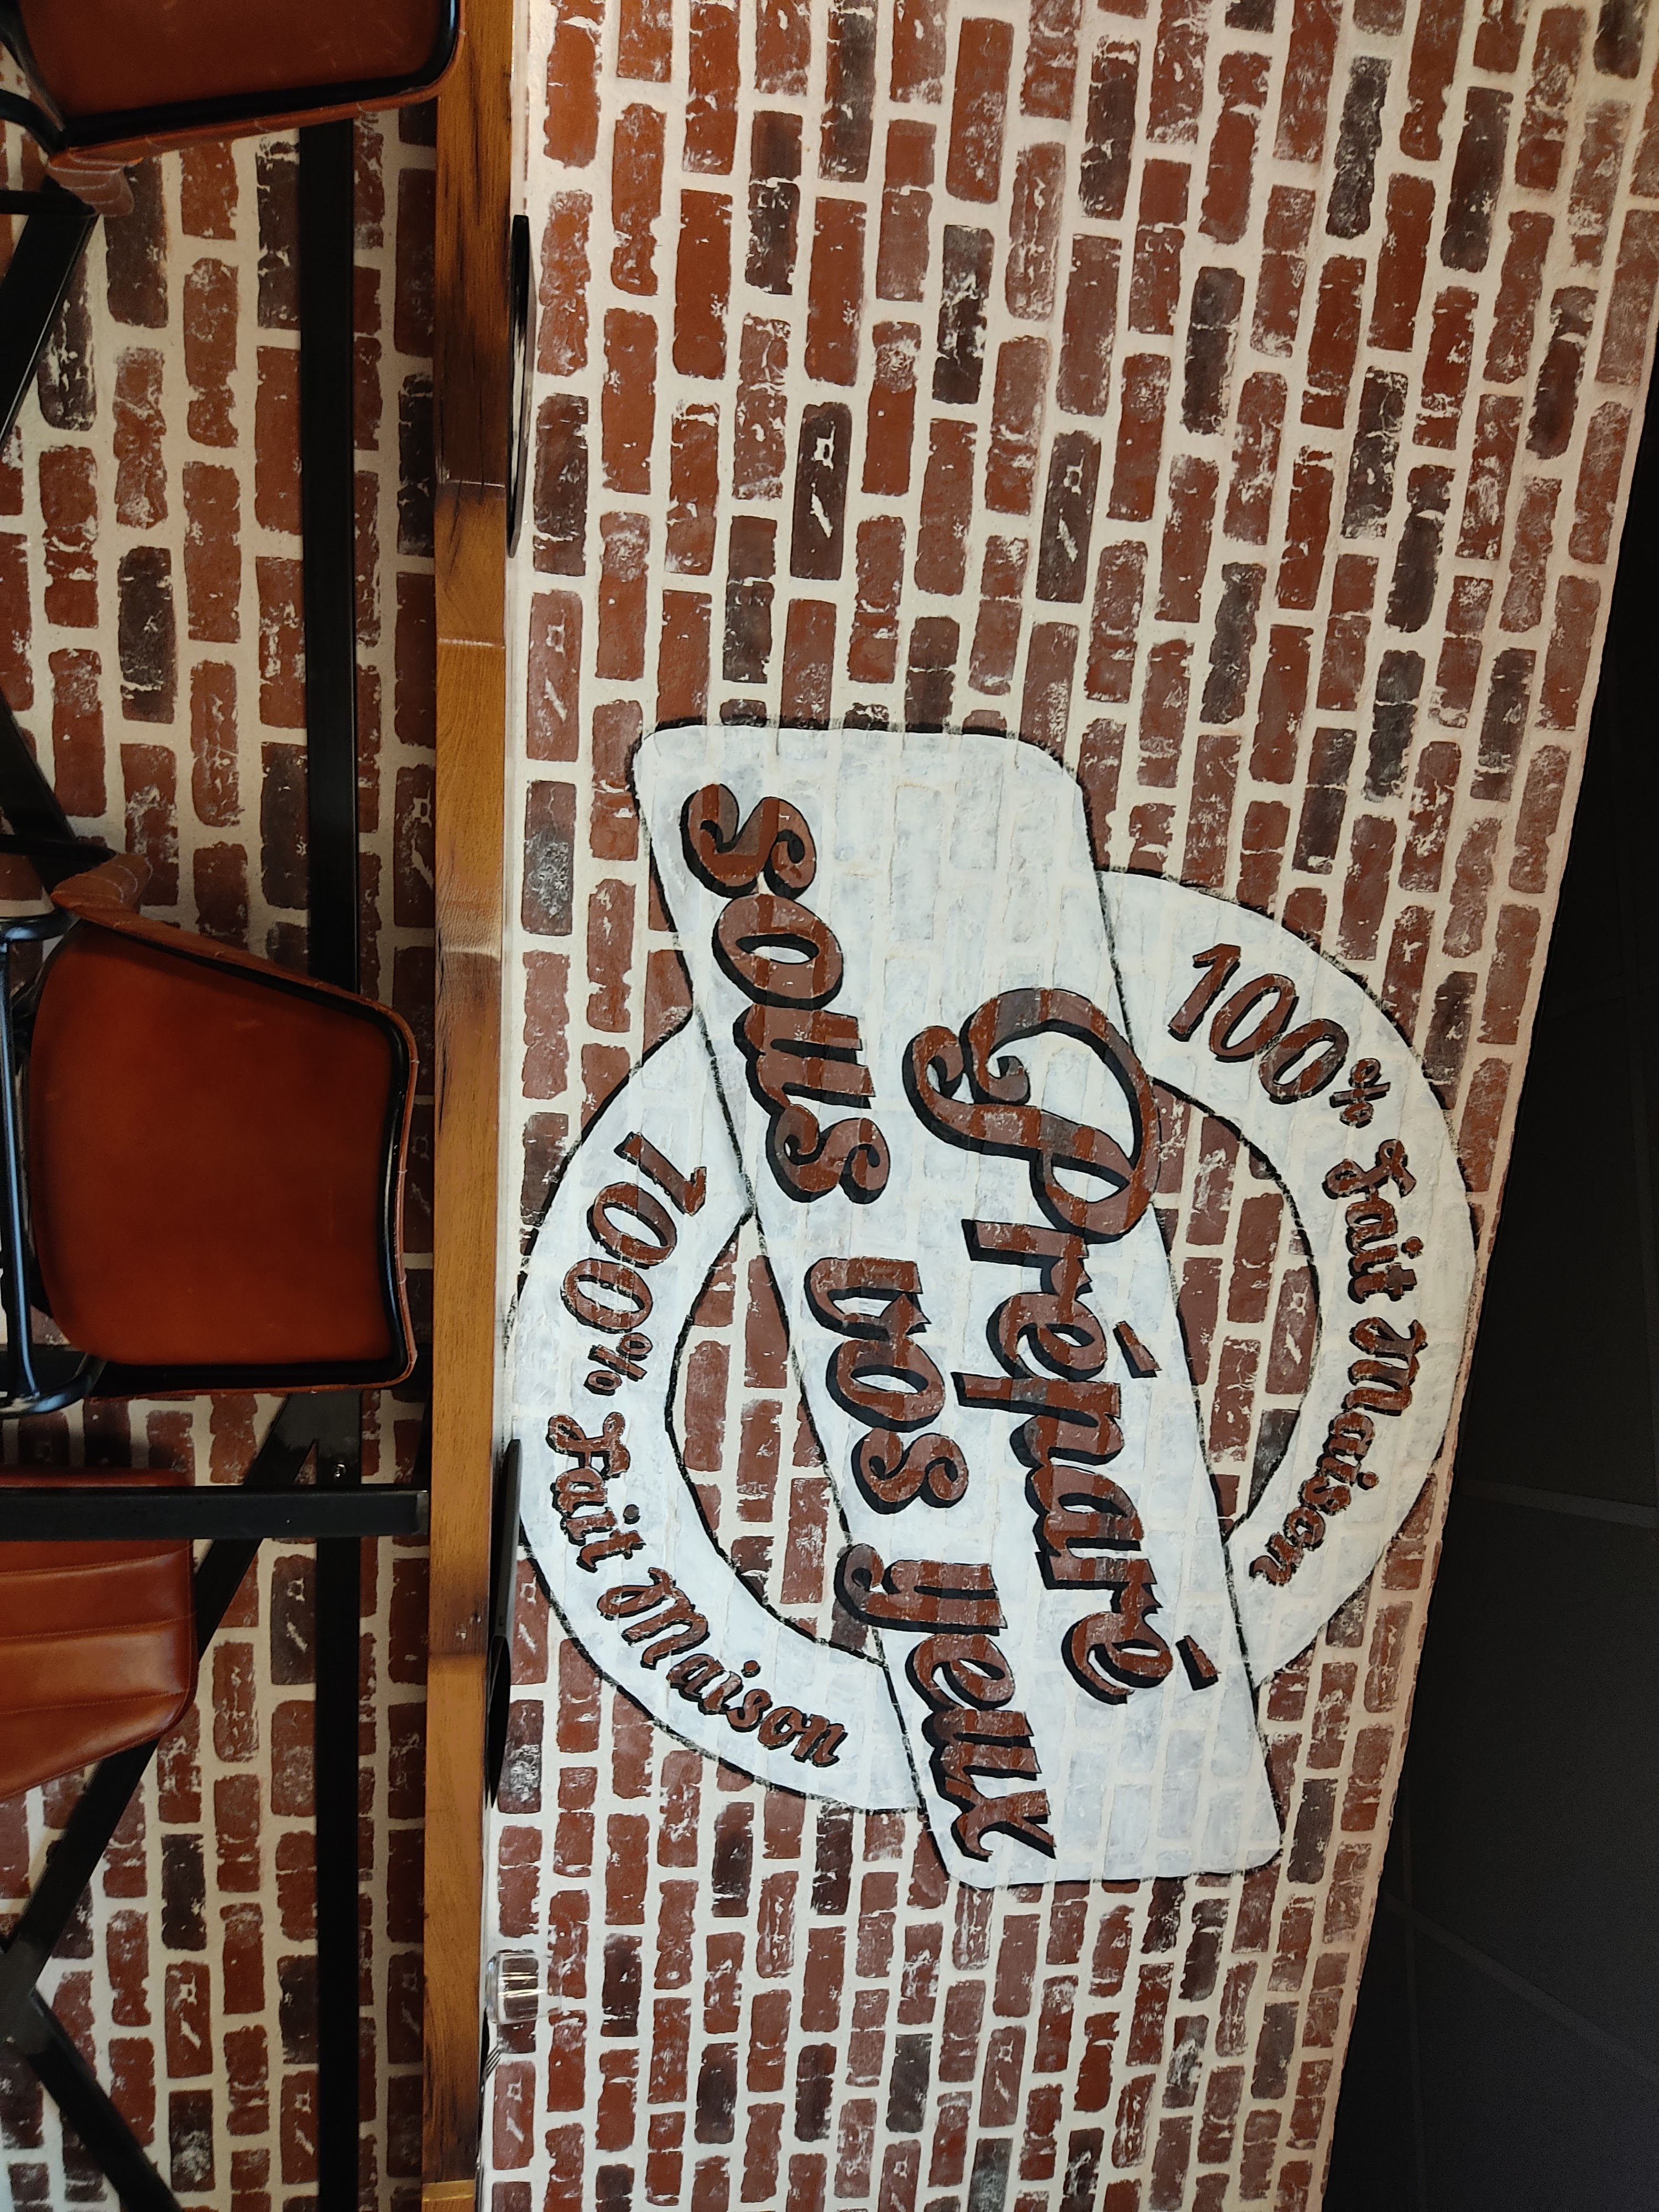 100% Fait Maison
Préparé
sous vos yeux
100% Fait Maison